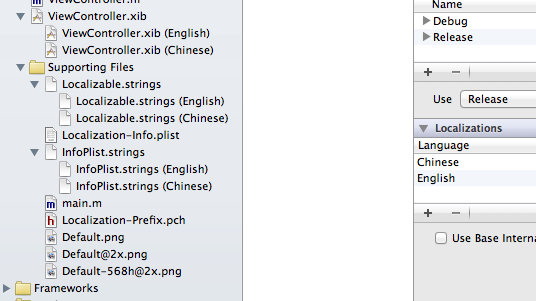 ViewController.xib
ViewController.xib (English)
ViewController.xib (Chinese)
Supporting Files
Localizable.strings
Localizable.strings (English)
Localizable.strings (Chinese)
Localization-Info.plist
InfoPlist.strings
InfoPlist.strings (English)
InfoPlist.strings (Chinese)
main.m
Localization-Prefix.pch
Default.png
Default@2x.png
Default-568h@2x.png
Frameworks
Name
Debug
Release
Use Release
Localizations
Language
Chinese
English
Use Base Interna